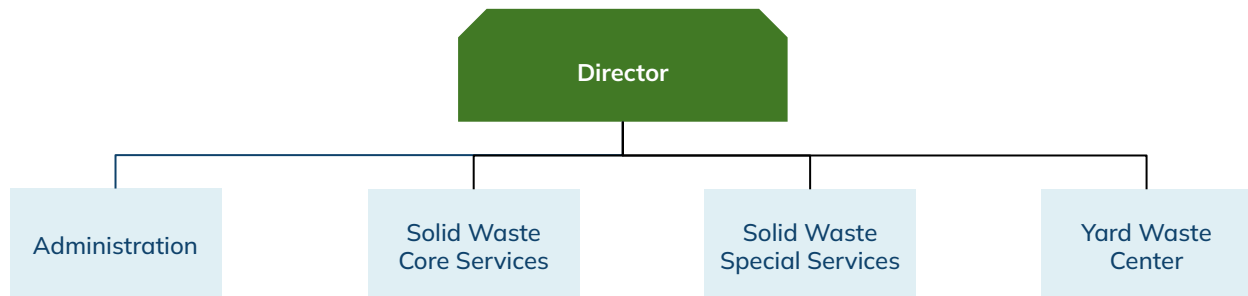 Director
Administration
Solid Waste
Core Services
Solid Waste
Special Services
Yard Waste
Center